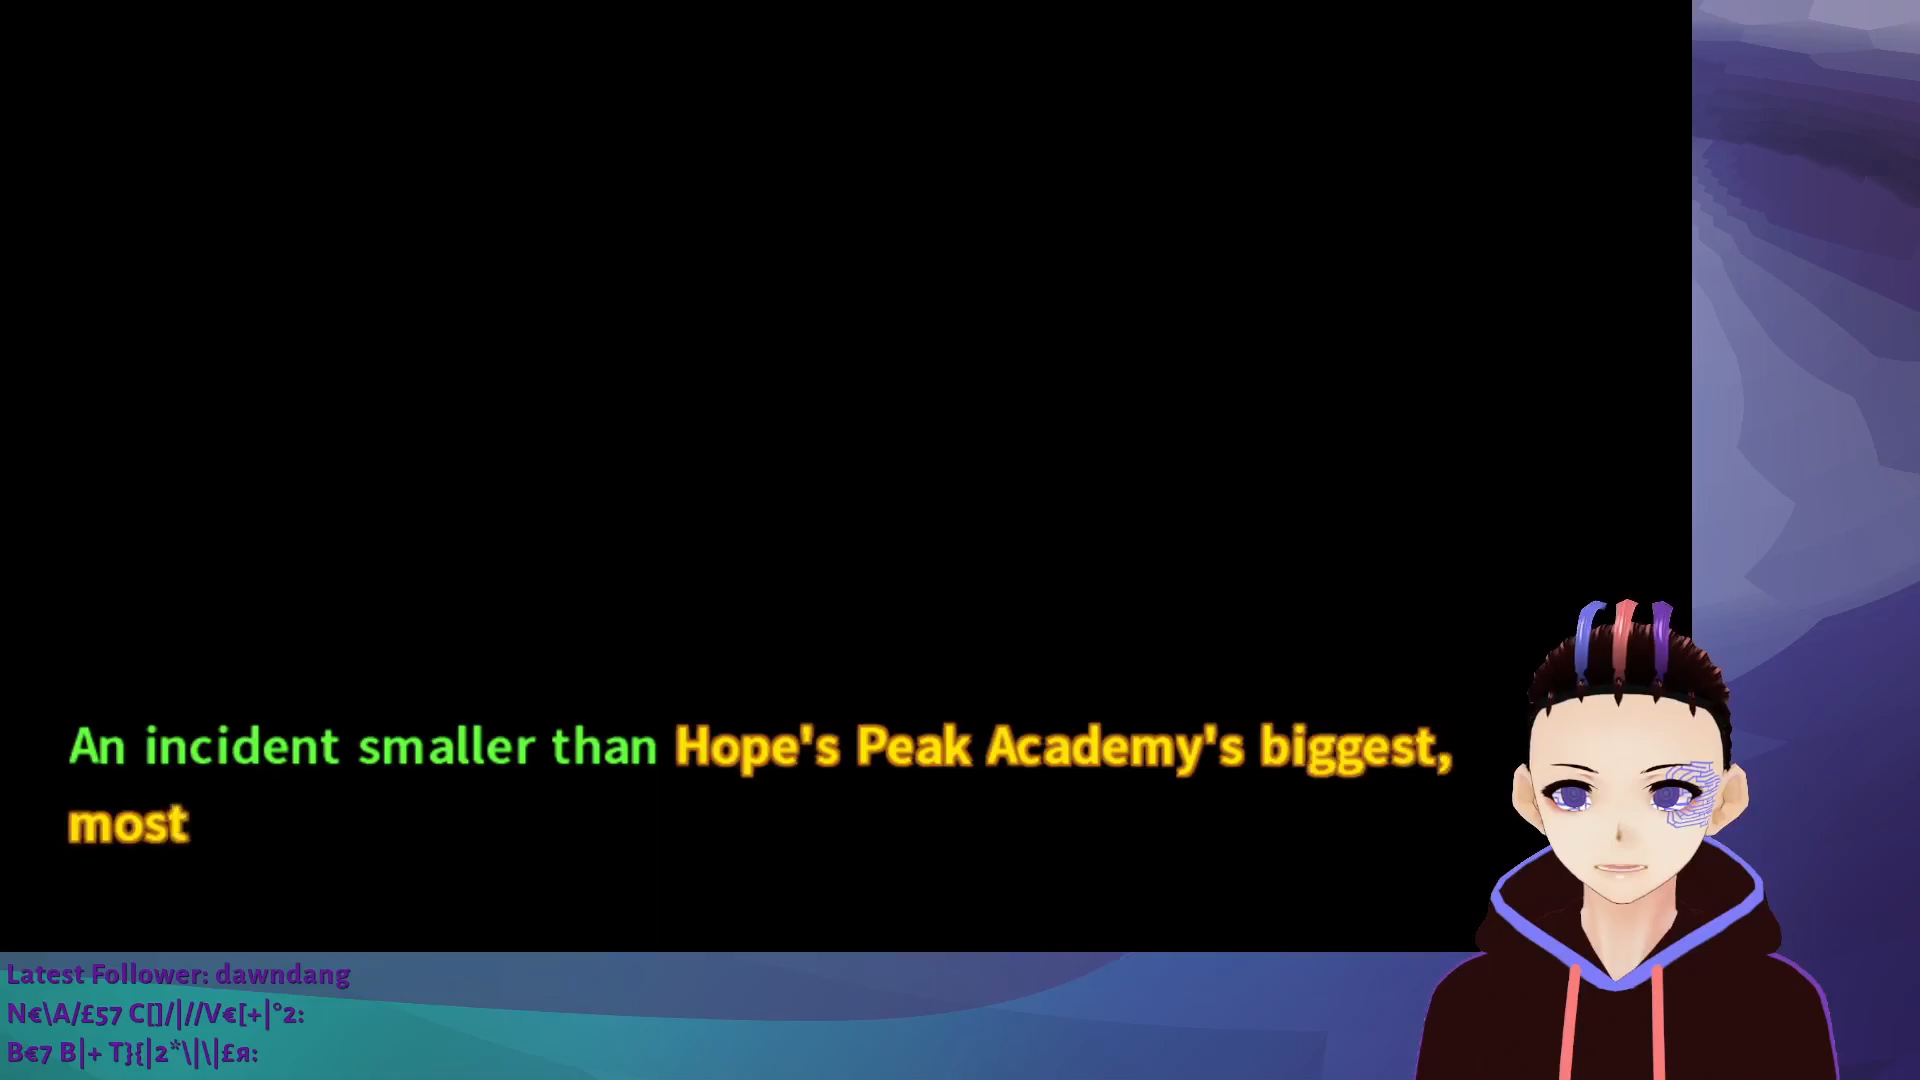 An incident smaller than Hope's Peak Academy's biggest,
most
Latest Follower: dawndang
N€\A/£57 C[]/|//V€[+|°2:
B€7 B|+ T}{|2*\|\|£я: